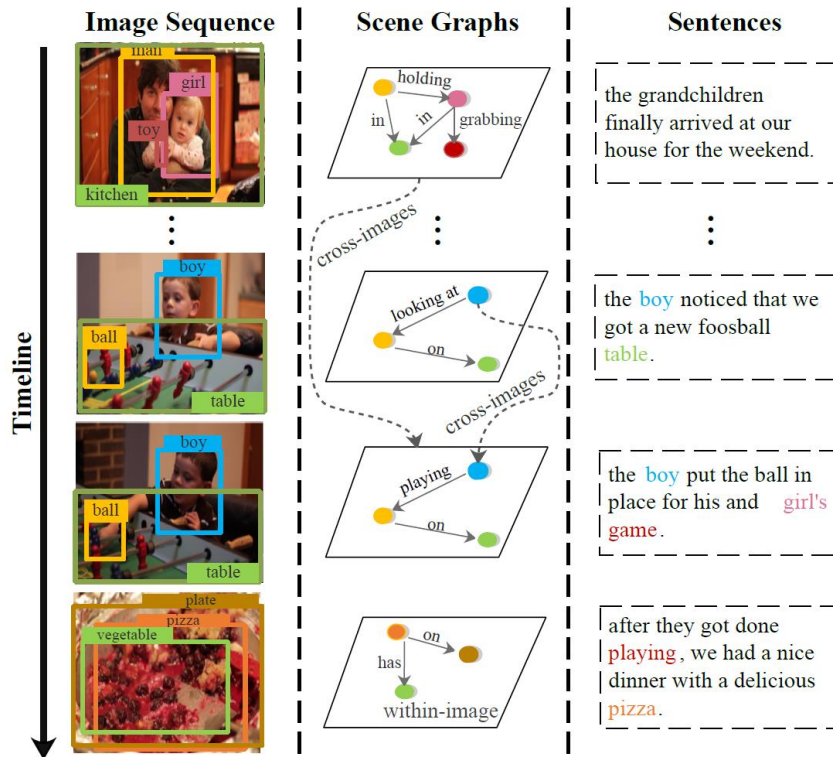 Image Sequence
Scene Graphs
Sentences
Timeline
man
girl
toy
kitchen
holding
in
in
grabbing
the grandchildren
finally arrived at our
house for the weekend.
cross-images
boy
ball
table
looking at
on
the boy noticed that we
got a new foosball
table.
cross-images
boy
ball
table
playing
on
the boy put the ball in
place for his and girl's
game.
plate
pizza
vegetable
on
has
within-image
after they got done
playing, we had a nice
dinner with a delicious
pizza.